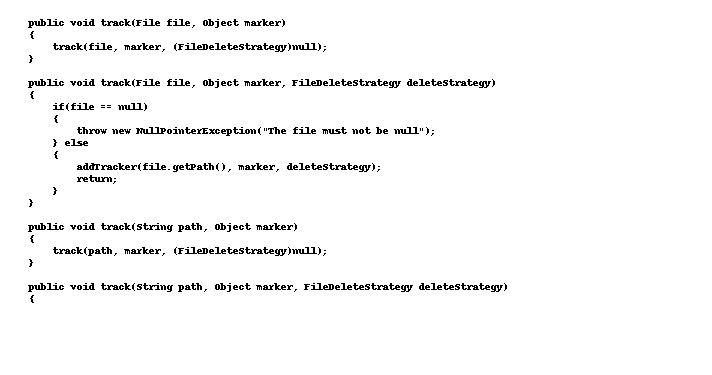 public void track(File file, Object marker)
{
    track(file, marker, (FileDeleteStrategy)null);
}

public void track(File file, Object marker, FileDeleteStrategy deleteStrategy)
{
    if(file == null)
    {
        throw new NullPointerException("The file must not be null");
    } else
    {
        addTracker(file.getPath(), marker, deleteStrategy);
        return;
    }
}

public void track(String path, Object marker)
{
    track(path, marker, (FileDeleteStrategy)null);
}

public void track(String path, Object marker, FileDeleteStrategy deleteStrategy)
{